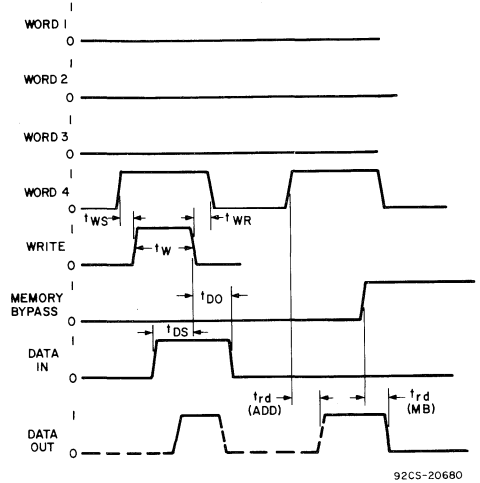 1
WORD 1
0
1
WORD 2
0
1
WORD 3
0
1
WORD 4
0
tWS
tWR
1
WRITE
tW
0
1
MEMORY
BYPASS
tDO
0
tDS
1
DATA
IN
0
trd
(ADD)
trd
(MB)
1
DATA
OUT
0
92CS-20680